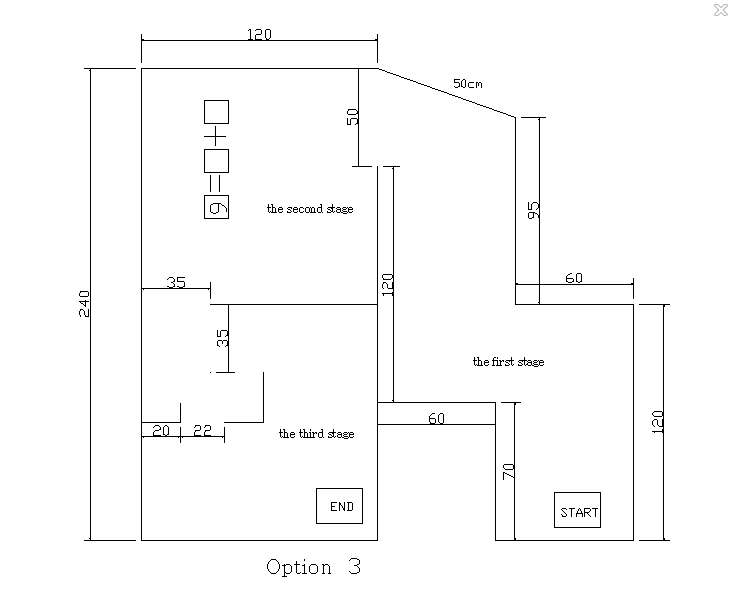 120
50cm
50
+
=
9
the second stage
95
35
60
120
240
35
the first stage
60
120
20
22
the third stage
70
END
START
Option 3